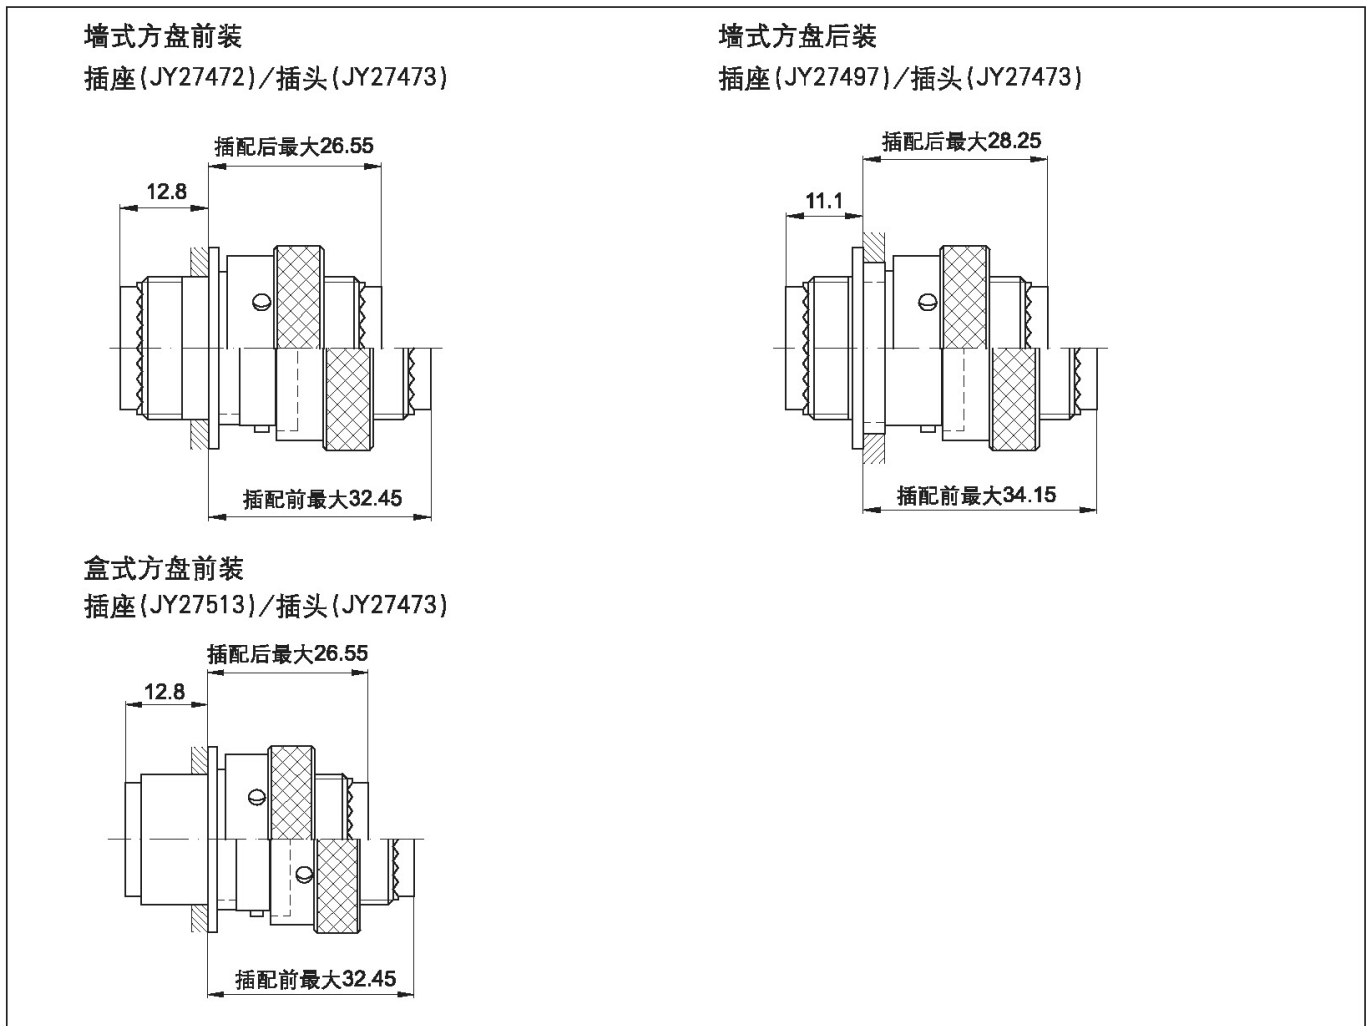 墙式方盘前装
插座(JY27472)/插头(JY27473)
插配后最大26.55
12.8
插配前最大32.45
墙式方盘后装
插座(JY27497)/插头(JY27473)
插配后最大28.25
11.1
插配前最大34.15
盒式方盘前装
插座(JY27513)/插头(JY27473)
插配后最大26.55
12.8
插配前最大32.45